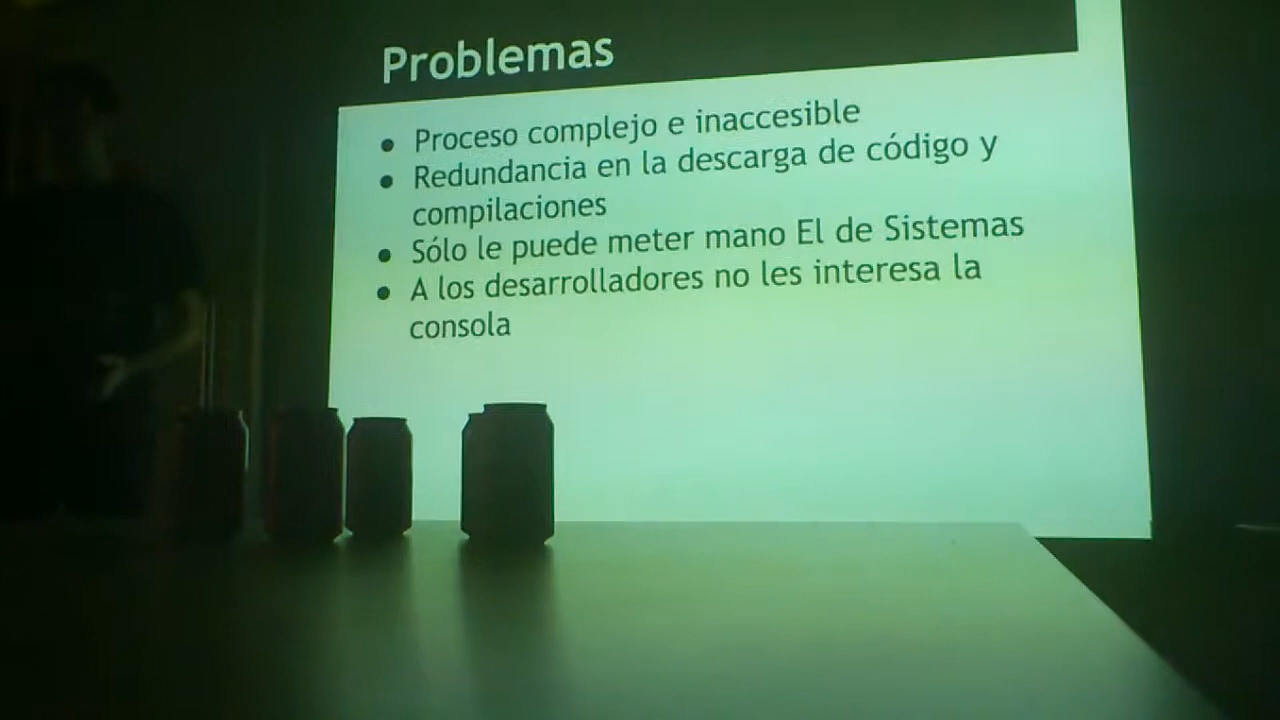 Problemas
● Proceso complejo e inaccesible
● Redundancia en la descarga de código y
compilaciones
● Sólo le puede meter mano El de Sistemas
● A los desarrolladores no les interesa la
consola